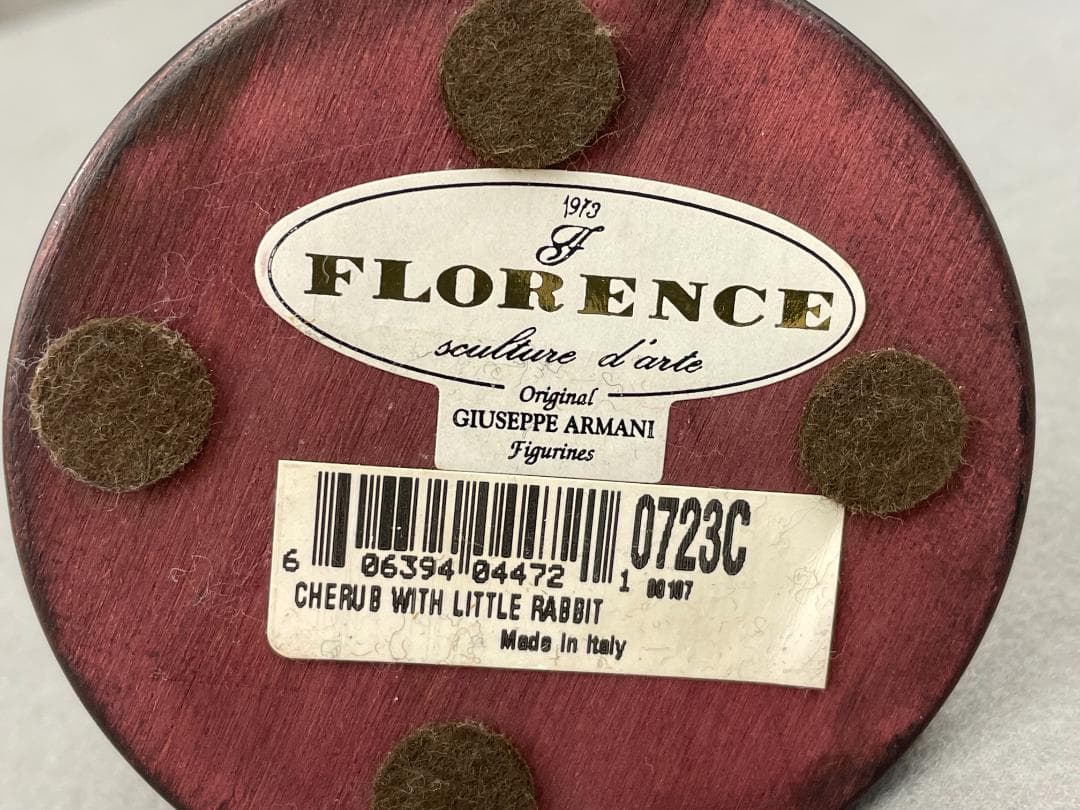 1973
F
FLORENCE
sculture d'arte
Original
GIUSEPPE ARMANI
Figurines
0723C
6 06394 04472 1 00107
CHERUB WITH LITTLE RABBIT
Made in Italy